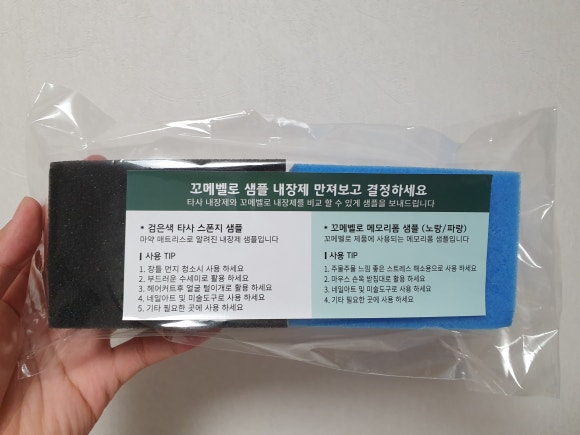 꼬메벨로 샘플 내장제 만져보고 결정하세요
타사 내장제와 꼬메벨로 내장제를 비교 할 수 있게 샘플을 보내드립니다
* 검은색 타사 스폰지 샘플
마약 매트리스로 알려진 내장제 샘플입니다
사용 TIP
1. 창틀 먼지 청소시 사용 하세요
2. 부드러운 수세미로 활용 하세요
3. 헤어커트후 얼굴 털이개로 활용 하세요
4. 네일아트 및 미술도구로 사용 하세요
5. 기타 필요한 곳에 사용 하세요
* 꼬메벨로 메모리폼 샘플 (노랑/파랑)
꼬메벨로 제품에 사용되는 메모리폼 샘플입니다
사용 TIP
1. 주물주물 느낌 좋은 스트레스 해소용으로 사용 하세요
2. 마우스 손목 받침대로 활용 하세요
3. 네일아트 및 미술도구로 사용 하세요
4. 기타 필요한 곳에 사용 하세요